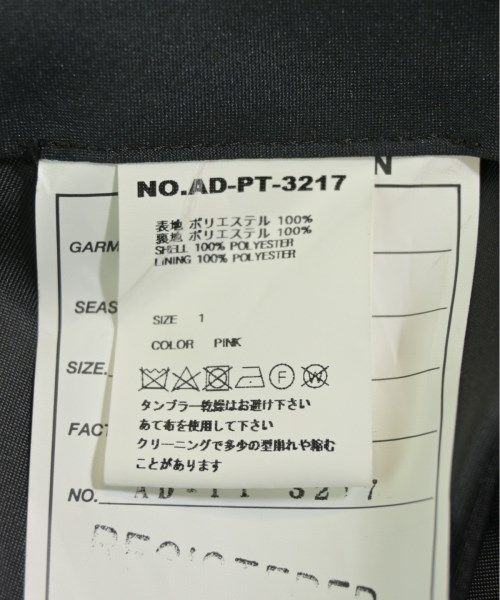 NO.AD-PT-3217
表地 ポリエステル 100%
裏地 ポリエステル 100%
SHELL 100% POLYESTER
LINING 100% POLYESTER
SIZE 1
COLOR PINK
タンブラー乾燥はお避け下さい
あて布を使用して下さい
クリーニングで多少の型崩れや縮む
ことがあります
N
GARM
SEAS
SIZE.
FACT
NO. AD-PT 3217
REGISTERED